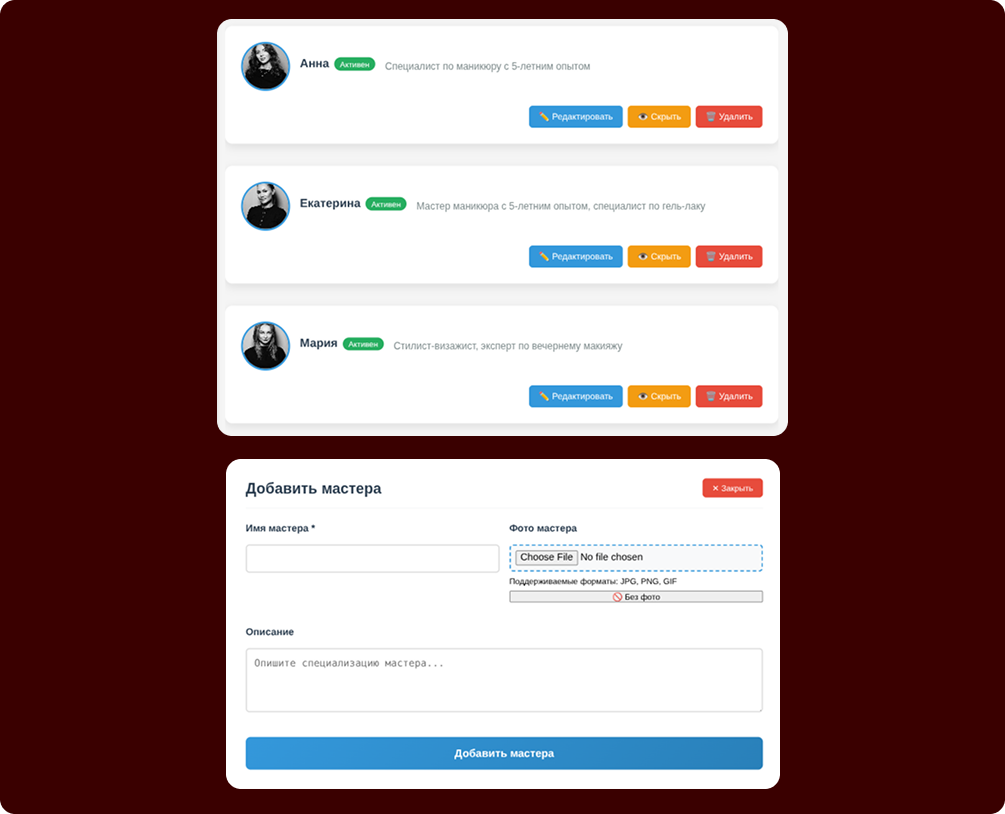 Анна Активен Специалист по маникюру с 5-летним опытом
✏️ Редактировать 👁️ Скрыть 🗑️ Удалить
Екатерина Активен Мастер маникюра с 5-летним опытом, специалист по гель-лаку
✏️ Редактировать 👁️ Скрыть 🗑️ Удалить
Мария Активен Стилист-визажист, эксперт по вечернему макияжу
✏️ Редактировать 👁️ Скрыть 🗑️ Удалить
Добавить мастера ✕ Закрыть
Имя мастера * Фото мастера
Choose File No file chosen
Поддерживаемые форматы: JPG, PNG, GIF
🚫 Без фото
Описание
Опишите специализацию мастера...
Добавить мастера